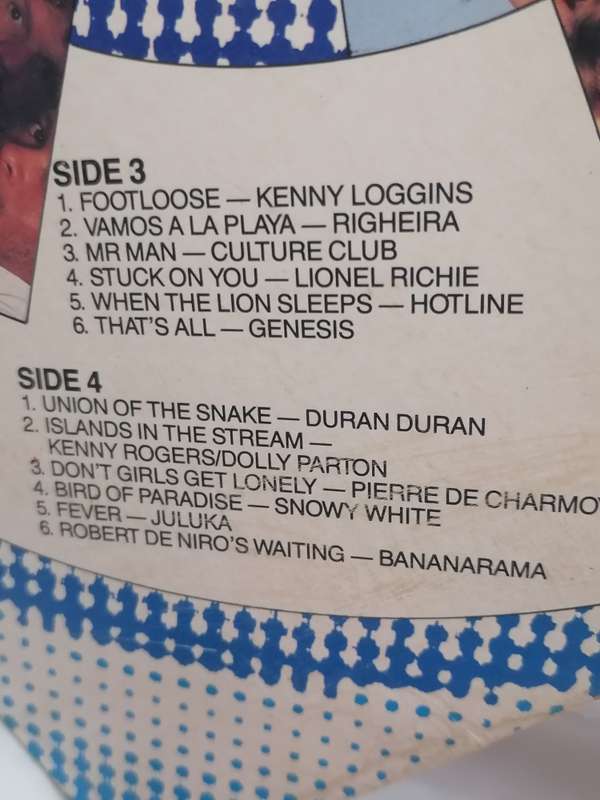 SIDE 3
1. FOOTLOOSE — KENNY LOGGINS
2. VAMOS A LA PLAYA — RIGHEIRA
3. MR MAN — CULTURE CLUB
4. STUCK ON YOU — LIONEL RICHIE
5. WHEN THE LION SLEEPS — HOTLINE
6. THAT'S ALL — GENESIS
SIDE 4
1. UNION OF THE SNAKE — DURAN DURAN
2. ISLANDS IN THE STREAM —
KENNY ROGERS/DOLLY PARTON
3. DON'T GIRLS GET LONELY — PIERRE DE
4. BIRD OF PARADISE — SNOWY WHITE
5. FEVER — JULUKA
6. ROBERT DE NIRO'S WAITING — BANANARAMA